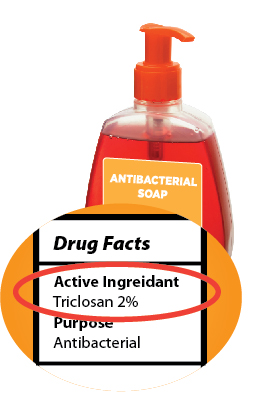 ANTIBACTERIAL
SOAP
Drug Facts
Active Ingreidant
Triclosan 2%
Purpose
Antibacterial